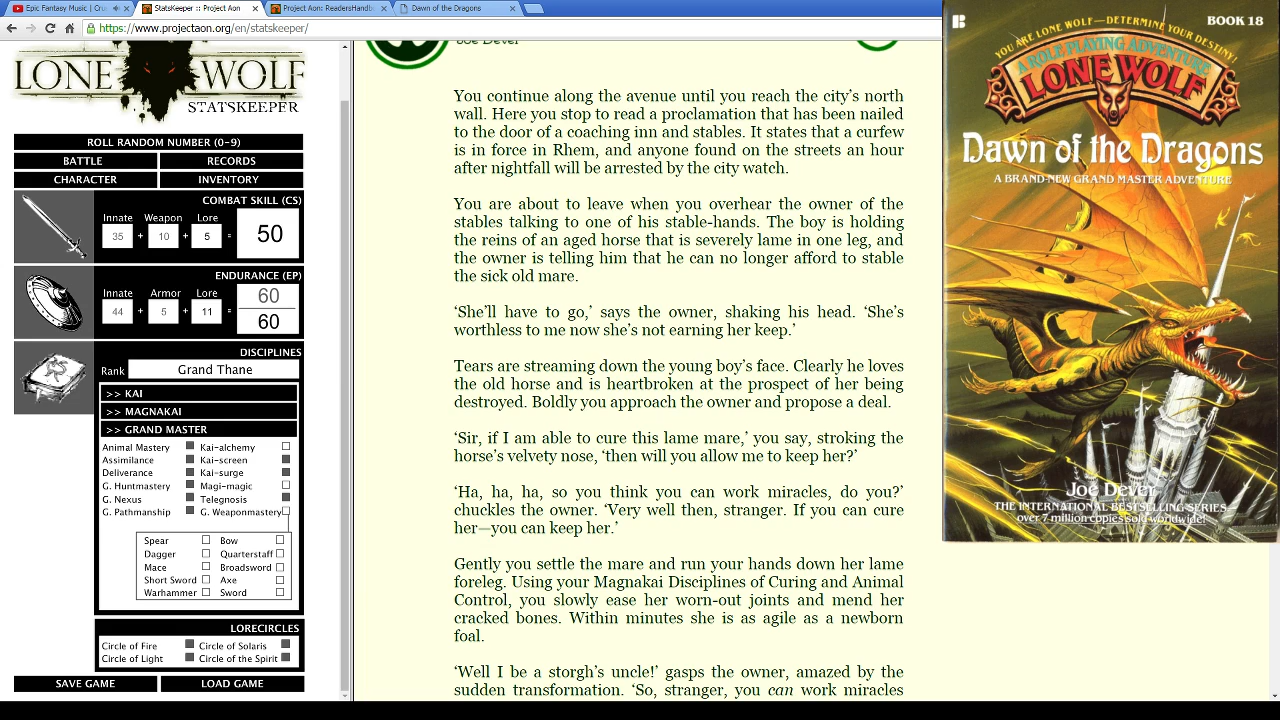 Epic Fantasy Music | Cru
StatsKeeper :: Project Aon
Project Aon: ReadersHandb
Dawn of the Dragons
https://www.projectaon.org/en/statskeeper/
LONE WOLF
STATSKEEPER
ROLL RANDOM NUMBER (0-9)
BATTLE RECORDS
CHARACTER INVENTORY
COMBAT SKILL (CS)
Innate Weapon Lore
35 + 10 + 5 = 50
ENDURANCE (EP)
60
Innate Armor Lore
44 + 5 + 11 = 60
DISCIPLINES
Rank Grand Thane
>> KAI
>> MAGNAKAI
>> GRAND MASTER
Animal Mastery Kai-alchemy
Assimilance Kai-screen
Deliverance Kai-surge
G. Huntmastery Magi-magic
G. Nexus Telegnosis
G. Pathmanship G. Weaponmastery
Spear Bow
Dagger Quarterstaff
Mace Broadsword
Short Sword Axe
Warhammer Sword
LORECIRCLES
Circle of Fire Circle of Solaris
Circle of Light Circle of the Spirit
SAVE GAME LOAD GAME
Joe Dever
You continue along the avenue until you reach the city’s north
wall. Here you stop to read a proclamation that has been nailed
to the door of a coaching inn and stables. It states that a curfew
is in force in Rhem, and anyone found on the streets an hour
after nightfall will be arrested by the city watch.
You are about to leave when you overhear the owner of the
stables talking to one of his stable-hands. The boy is holding
the reins of an aged horse that is severely lame in one leg, and
the owner is telling him that he can no longer afford to stable
the sick old mare.
‘She’ll have to go,’ says the owner, shaking his head. ‘She’s
worthless to me now she’s not earning her keep.’
Tears are streaming down the young boy’s face. Clearly he loves
the old horse and is heartbroken at the prospect of her being
destroyed. Boldly you approach the owner and propose a deal.
‘Sir, if I am able to cure this lame mare,’ you say, stroking the
horse’s velvety nose, ‘then will you allow me to keep her?’
‘Ha, ha, ha, so you think you can work miracles, do you?’
chuckles the owner. ‘Very well then, stranger. If you can cure
her—you can keep her.’
Gently you settle the mare and run your hands down her lame
foreleg. Using your Magnakai Disciplines of Curing and Animal
Control, you slowly ease her worn-out joints and mend her
cracked bones. Within minutes she is as agile as a newborn
foal.
‘Well I be a storgh’s uncle!’ gasps the owner, amazed by the
sudden transformation. ‘So, stranger, you can work miracles
B
BOOK 18
YOU ARE LONE WOLF—DETERMINE YOUR DESTINY!
A ROLE PLAYING ADVENTURE
LONE WOLF
Dawn of the Dragons
A BRAND-NEW GRAND MASTER ADVENTURE
Joe Dever
THE INTERNATIONAL BESTSELLING SERIES—
over 7 million copies sold worldwide!